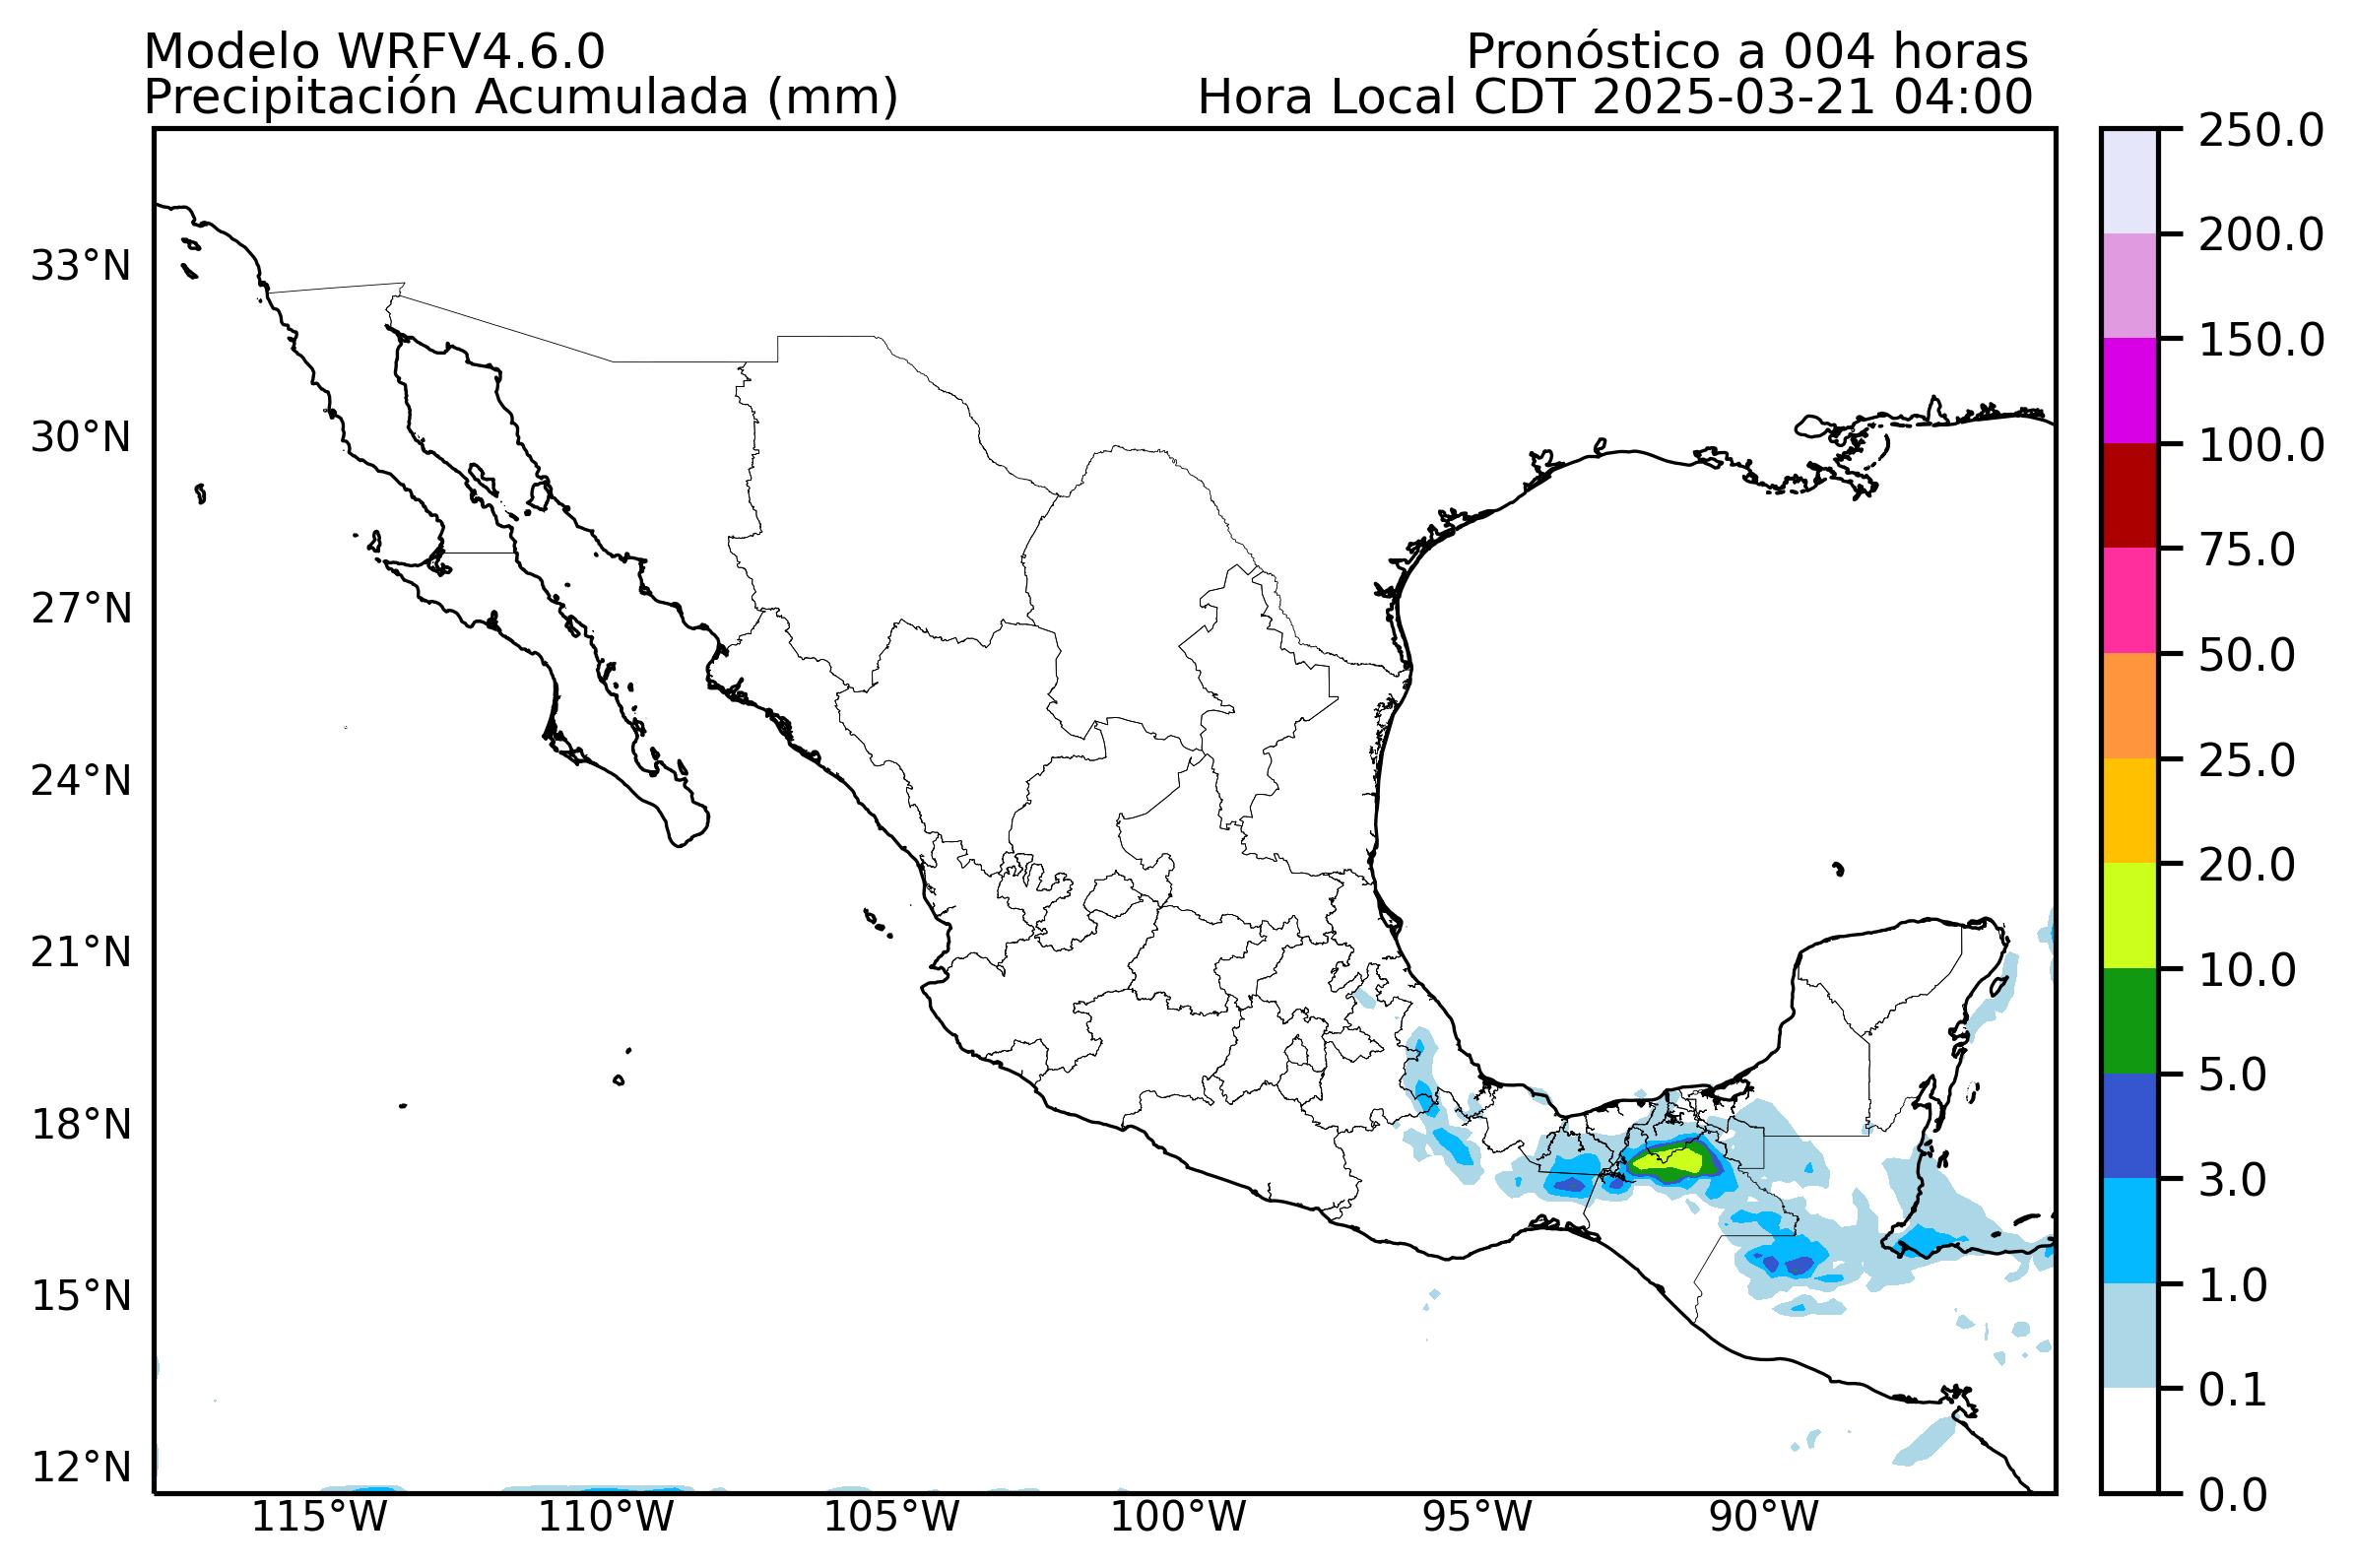 Modelo WRFV4.6.0
Pronóstico a 004 horas
Precipitación Acumulada (mm)
Hora Local CDT 2025-03-21 04:00
33°N
30°N
27°N
24°N
21°N
18°N
15°N
12°N
115°W
110°W
105°W
100°W
95°W
90°W
250.0
200.0
150.0
100.0
75.0
50.0
25.0
20.0
10.0
5.0
3.0
1.0
0.1
0.0